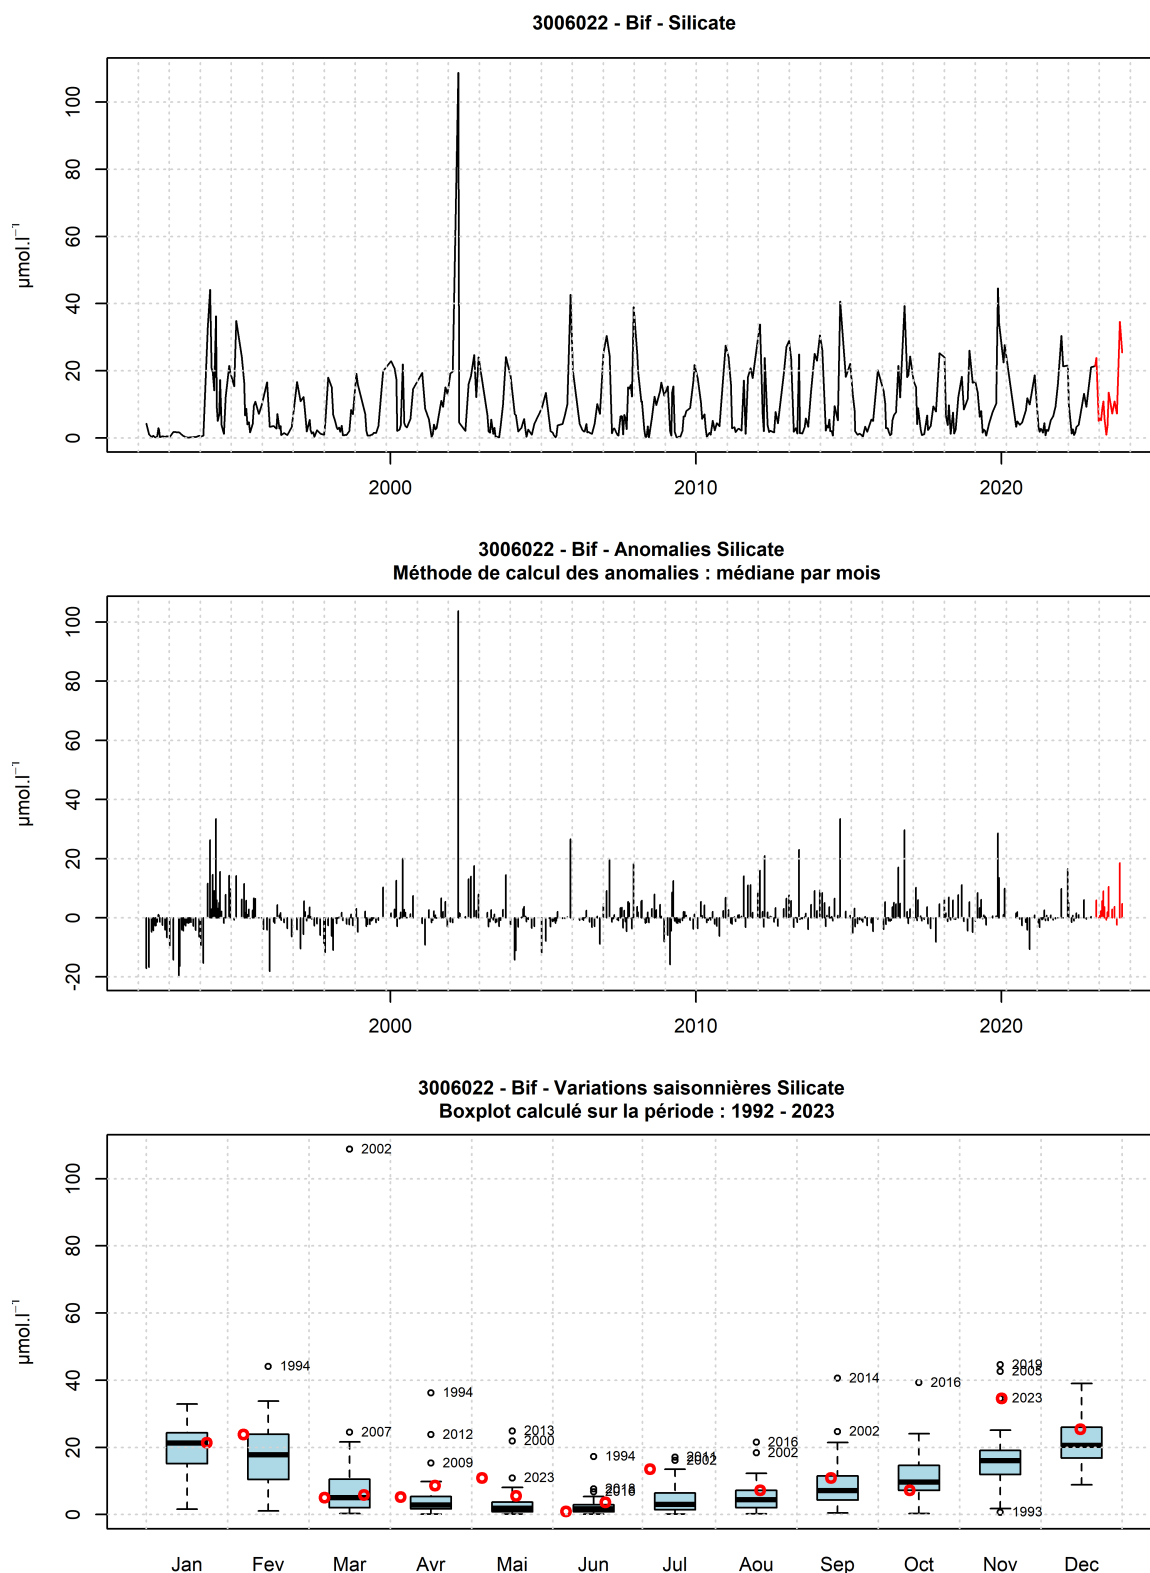 3006022 - Bif - Silicate
µmol.l⁻¹
100
80
60
40
20
0
2000
2010
2020
3006022 - Bif - Anomalies Silicate
Méthode de calcul des anomalies : médiane par mois
µmol.l⁻¹
100
80
60
40
20
0
-20
2000
2010
2020
3006022 - Bif - Variations saisonnières Silicate
Boxplot calculé sur la période : 1992 - 2023
µmol.l⁻¹
100
80
60
40
20
0
2002
1994
2007
1994
2012
2009
2013
2000
2023
1994
2018
2011
2002
2016
2002
2014
2002
2016
2019
2005
2023
1993
Jan
Fev
Mar
Avr
Mai
Jun
Jul
Aou
Sep
Oct
Nov
Dec